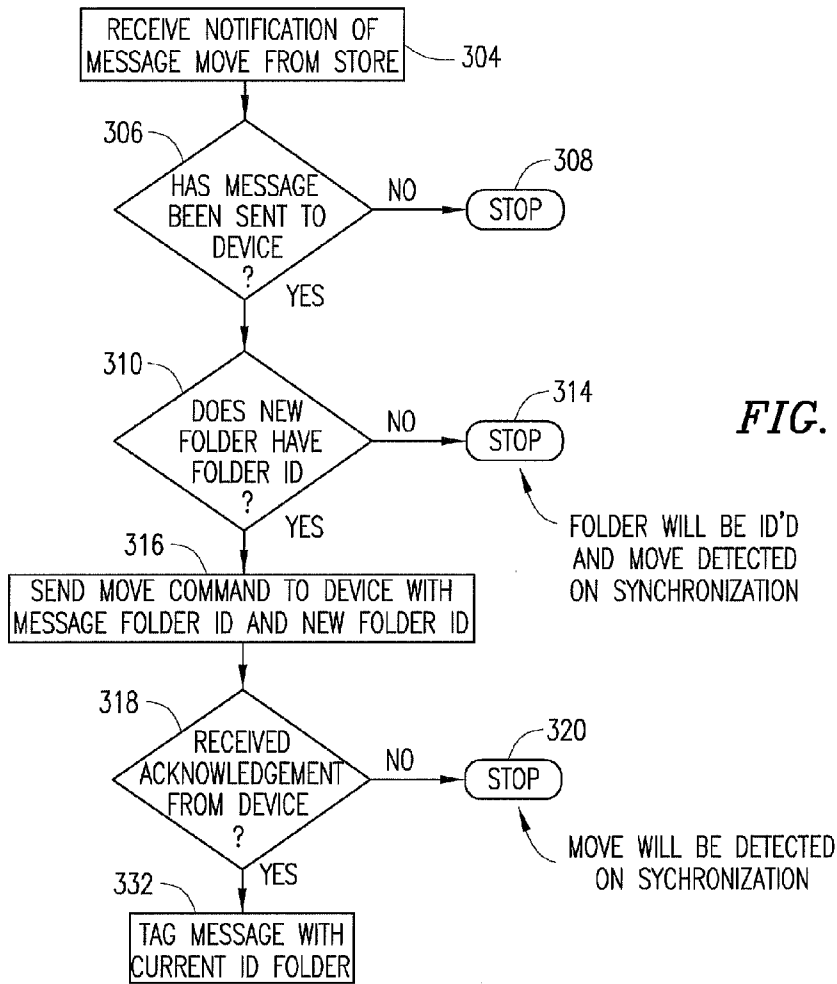 RECEIVE NOTIFICATION OF
MESSAGE MOVE FROM STORE
304
306
HAS MESSAGE
BEEN SENT TO
DEVICE
?
NO
308
STOP
YES
310
DOES NEW
FOLDER HAVE
FOLDER ID
?
NO
314
STOP
FIG.
YES
FOLDER WILL BE ID'D
AND MOVE DETECTED
ON SYNCHRONIZATION
316
SEND MOVE COMMAND TO DEVICE WITH
MESSAGE FOLDER ID AND NEW FOLDER ID
318
RECEIVED
ACKNOWLEDGEMENT
FROM DEVICE
?
NO
320
STOP
YES
MOVE WILL BE DETECTED
ON SYCHRONIZATION
332
TAG MESSAGE WITH
CURRENT ID FOLDER